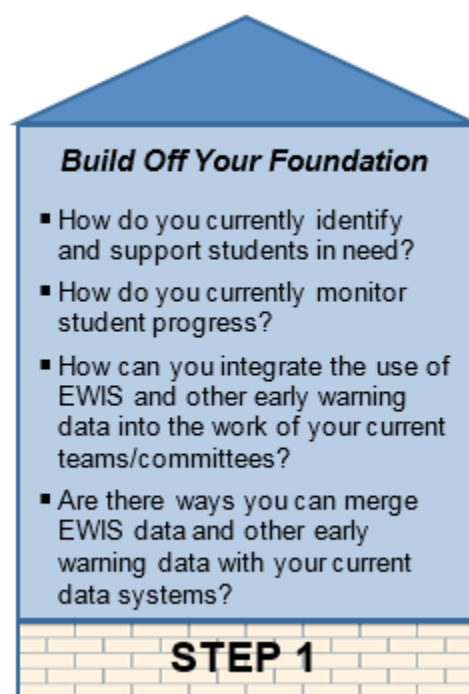 Build Off Your Foundation
▪ How do you currently identify
and support students in need?
▪ How do you currently monitor
student progress?
▪ How can you integrate the use of
EWIS and other early warning
data into the work of your current
teams/committees?
▪ Are there ways you can merge
EWIS data and other early
warning data with your current
data systems?
STEP 1